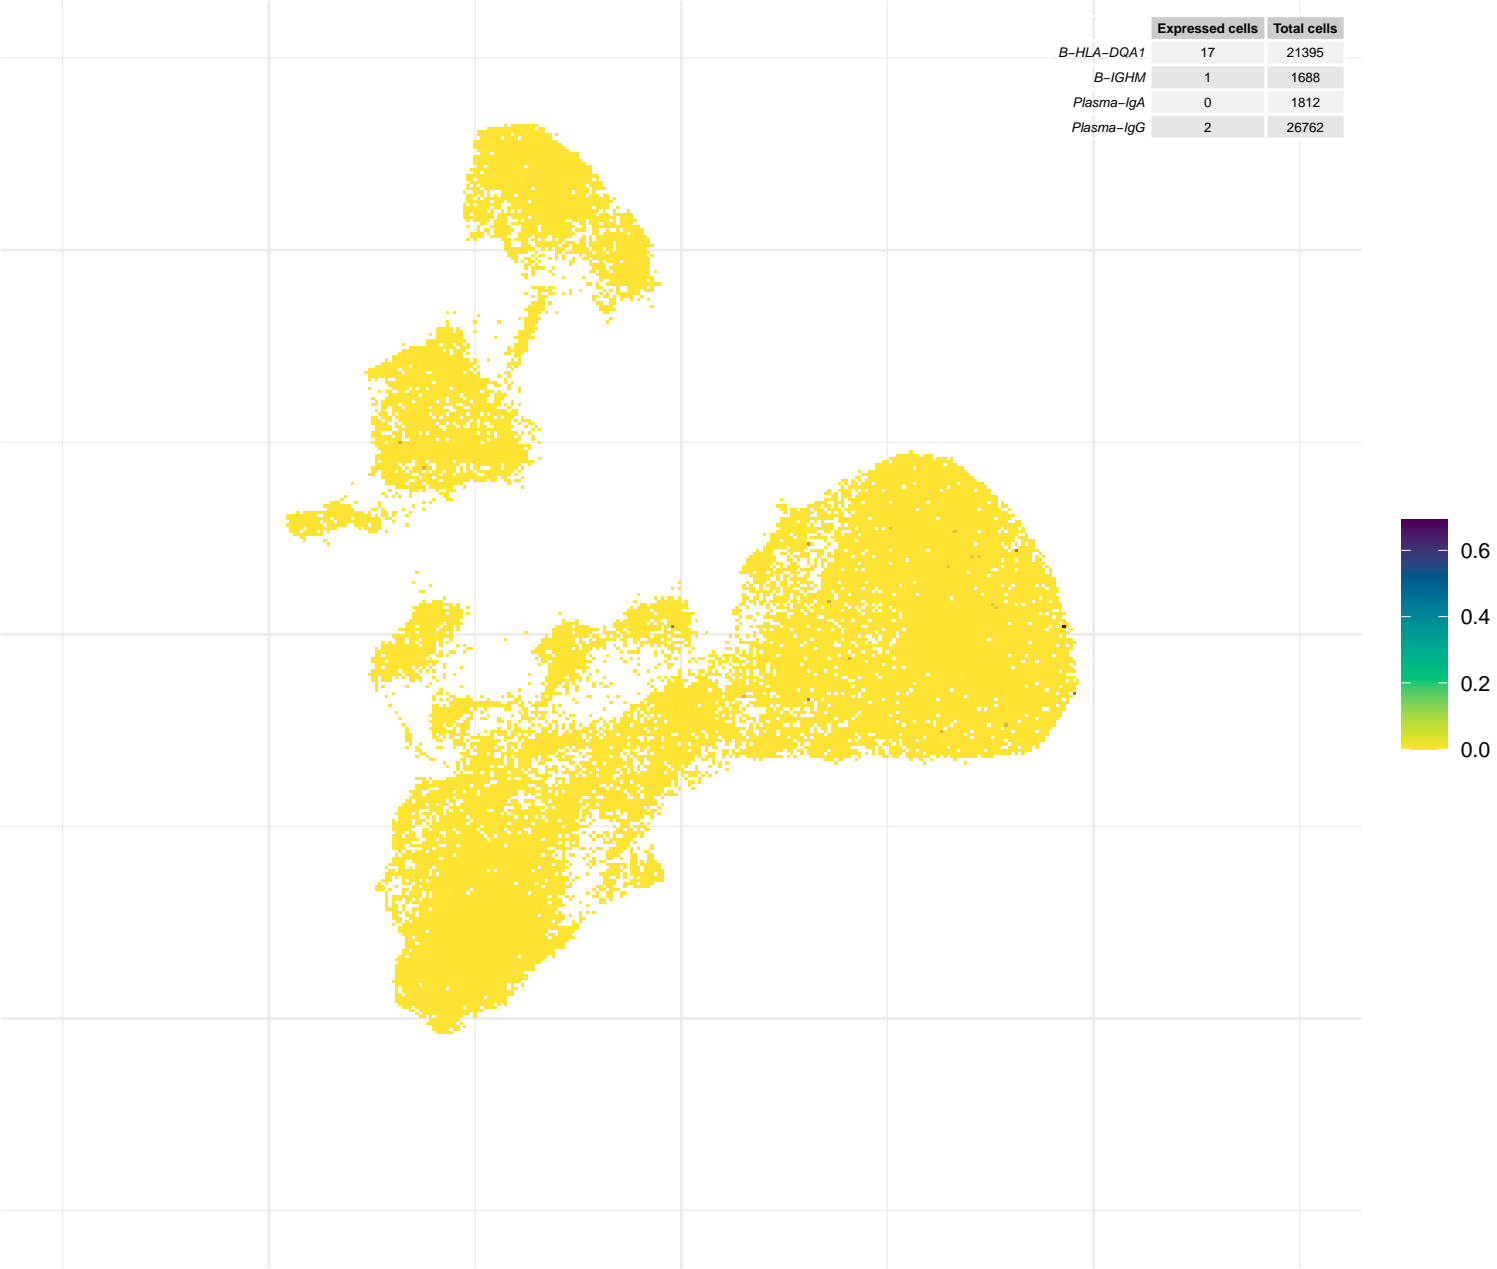 Expressed cells Total cells
B−HLA−DQA1 17 21395
B−IGHM 1 1688
Plasma−IgA 0 1812
Plasma−IgG 2 26762
0.6
0.4
0.2
0.0